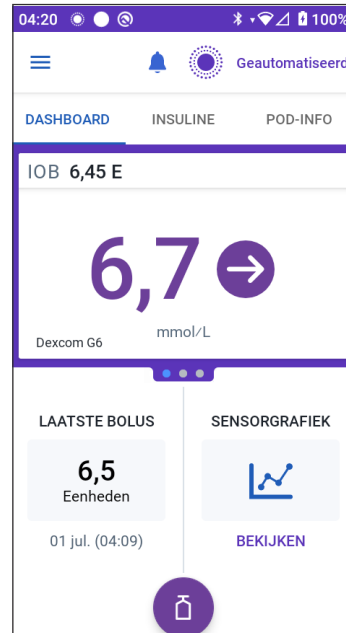 04:20 100%
Geautomatiseerd
DASHBOARD INSULINE POD-INFO
IOB 6,45 E
6,7
mmol/L
Dexcom G6
LAATSTE BOLUS SENSORGRAFIEK
6,5
Eenheden
01 jul. (04:09) BEKIJKEN